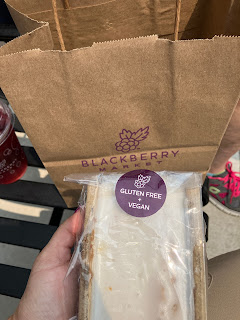 BLACKBERRY
MARKET
GLUTEN FREE
+
VEGAN